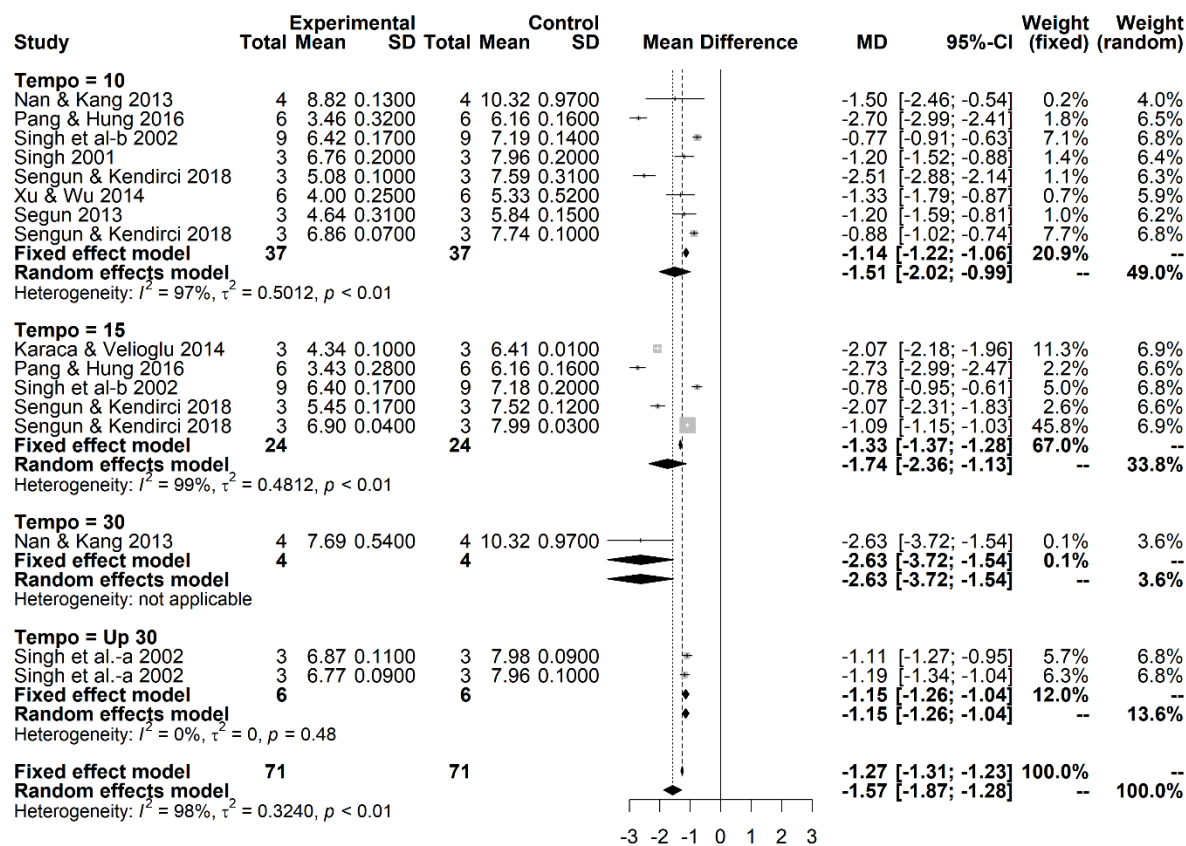 Experimental Control Weight Weight
Study Total Mean SD Total Mean SD Mean Difference MD 95%-CI (fixed) (random)
Tempo = 10
Nan & Kang 2013 4 8.82 0.1300 4 10.32 0.9700 -1.50 [-2.46; -0.54] 0.2% 4.0%
Pang & Hung 2016 6 3.46 0.3200 6 6.16 0.1600 -2.70 [-2.99; -2.41] 1.8% 6.5%
Singh et al-b 2002 9 6.42 0.1700 9 7.19 0.1400 -0.77 [-0.91; -0.63] 7.1% 6.8%
Singh 2001 3 6.76 0.2000 3 7.96 0.2000 -1.20 [-1.52; -0.88] 1.4% 6.4%
Sengun & Kendirci 2018 3 5.08 0.1000 3 7.59 0.3100 -2.51 [-2.88; -2.14] 1.1% 6.3%
Xu & Wu 2014 6 4.00 0.2500 6 5.33 0.5200 -1.33 [-1.79; -0.87] 0.7% 5.9%
Segun 2013 3 4.64 0.3100 3 5.84 0.1500 -1.20 [-1.59; -0.81] 1.0% 6.2%
Sengun & Kendirci 2018 3 6.86 0.0700 3 7.74 0.1000 -0.88 [-1.02; -0.74] 7.7% 6.8%
Fixed effect model 37 37 -1.14 [-1.22; -1.06] 20.9% --
Random effects model -1.51 [-2.02; -0.99] -- 49.0%
Heterogeneity: I² = 97%, τ² = 0.5012, p < 0.01
Tempo = 15
Karaca & Velioglu 2014 3 4.34 0.1000 3 6.41 0.0100 -2.07 [-2.18; -1.96] 11.3% 6.9%
Pang & Hung 2016 6 3.43 0.2800 6 6.16 0.1600 -2.73 [-2.99; -2.47] 2.2% 6.6%
Singh et al-b 2002 9 6.40 0.1700 9 7.18 0.2000 -0.78 [-0.95; -0.61] 5.0% 6.8%
Sengun & Kendirci 2018 3 5.45 0.1700 3 7.52 0.1200 -2.07 [-2.31; -1.83] 2.6% 6.6%
Sengun & Kendirci 2018 3 6.90 0.0400 3 7.99 0.0300 -1.09 [-1.15; -1.03] 45.8% 6.9%
Fixed effect model 24 24 -1.33 [-1.37; -1.28] 67.0% --
Random effects model -1.74 [-2.36; -1.13] -- 33.8%
Heterogeneity: I² = 99%, τ² = 0.4812, p < 0.01
Tempo = 30
Nan & Kang 2013 4 7.69 0.5400 4 10.32 0.9700 -2.63 [-3.72; -1.54] 0.1% 3.6%
Fixed effect model 4 4 -2.63 [-3.72; -1.54] 0.1% --
Random effects model -2.63 [-3.72; -1.54] -- 3.6%
Heterogeneity: not applicable
Tempo = Up 30
Singh et al.-a 2002 3 6.87 0.1100 3 7.98 0.0900 -1.11 [-1.27; -0.95] 5.7% 6.8%
Singh et al.-a 2002 3 6.77 0.0900 3 7.96 0.1000 -1.19 [-1.34; -1.04] 6.3% 6.8%
Fixed effect model 6 6 -1.15 [-1.26; -1.04] 12.0% --
Random effects model -1.15 [-1.26; -1.04] -- 13.6%
Heterogeneity: I² = 0%, τ² = 0, p = 0.48
Fixed effect model 71 71 -1.27 [-1.31; -1.23] 100.0% --
Random effects model -1.57 [-1.87; -1.28] -- 100.0%
Heterogeneity: I² = 98%, τ² = 0.3240, p < 0.01
-3 -2 -1 0 1 2 3